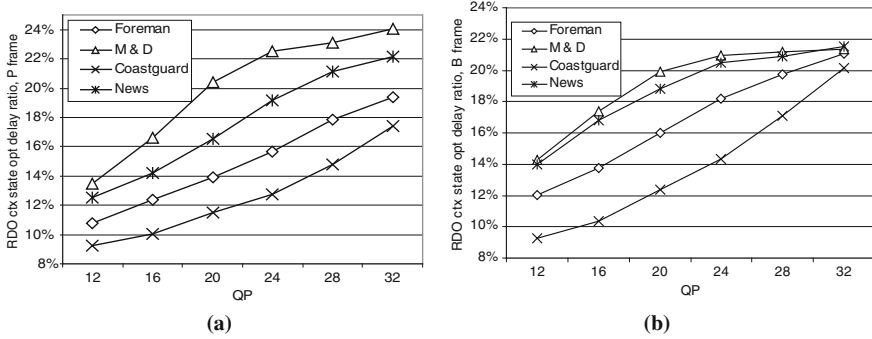 RDO ctx state opt delay ratio, P frame
24%
22%
20%
18%
16%
14%
12%
10%
8%
Foreman
M & D
Coastguard
News
12 16 20 24 28 32
QP
(a)
RDO ctx state opt delay ratio, B frame
24%
22%
20%
18%
16%
14%
12%
10%
8%
Foreman
M & D
Coastguard
News
12 16 20 24 28 32
QP
(b)